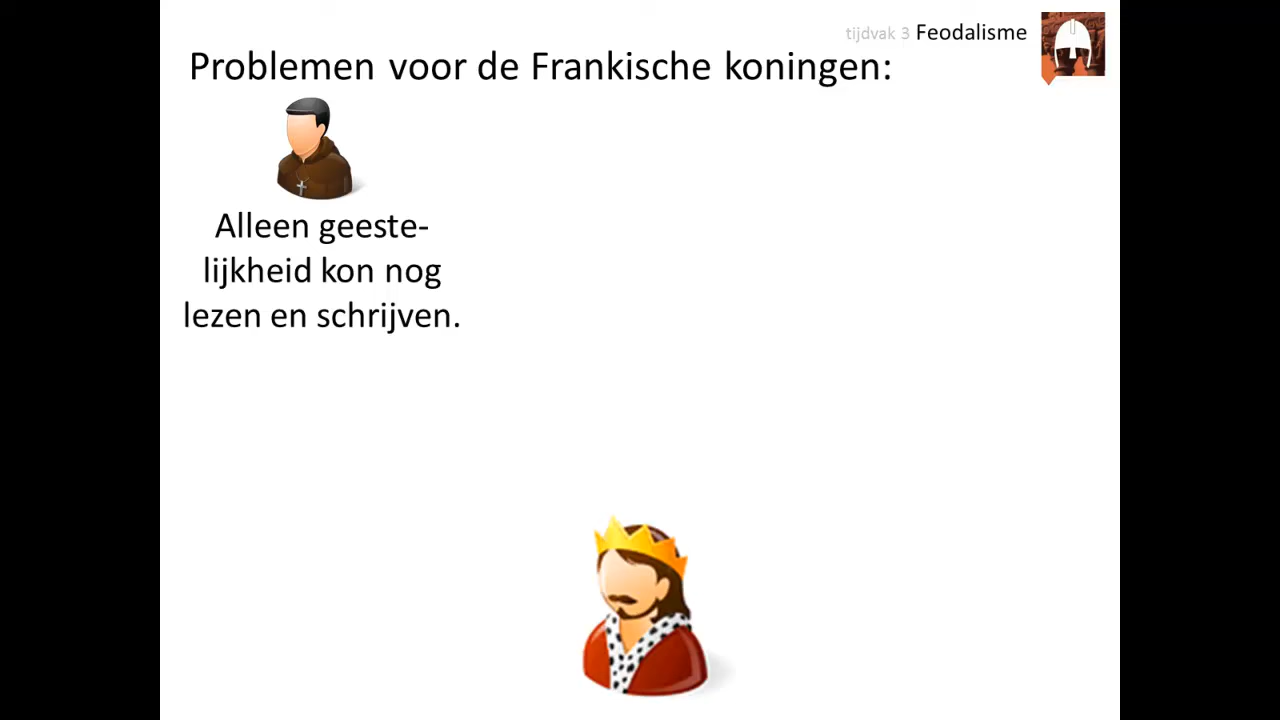 tijdvak 3 Feodalisme
Problemen voor de Frankische koningen:
Alleen geeste-
lijkheid kon nog
lezen en schrijven.